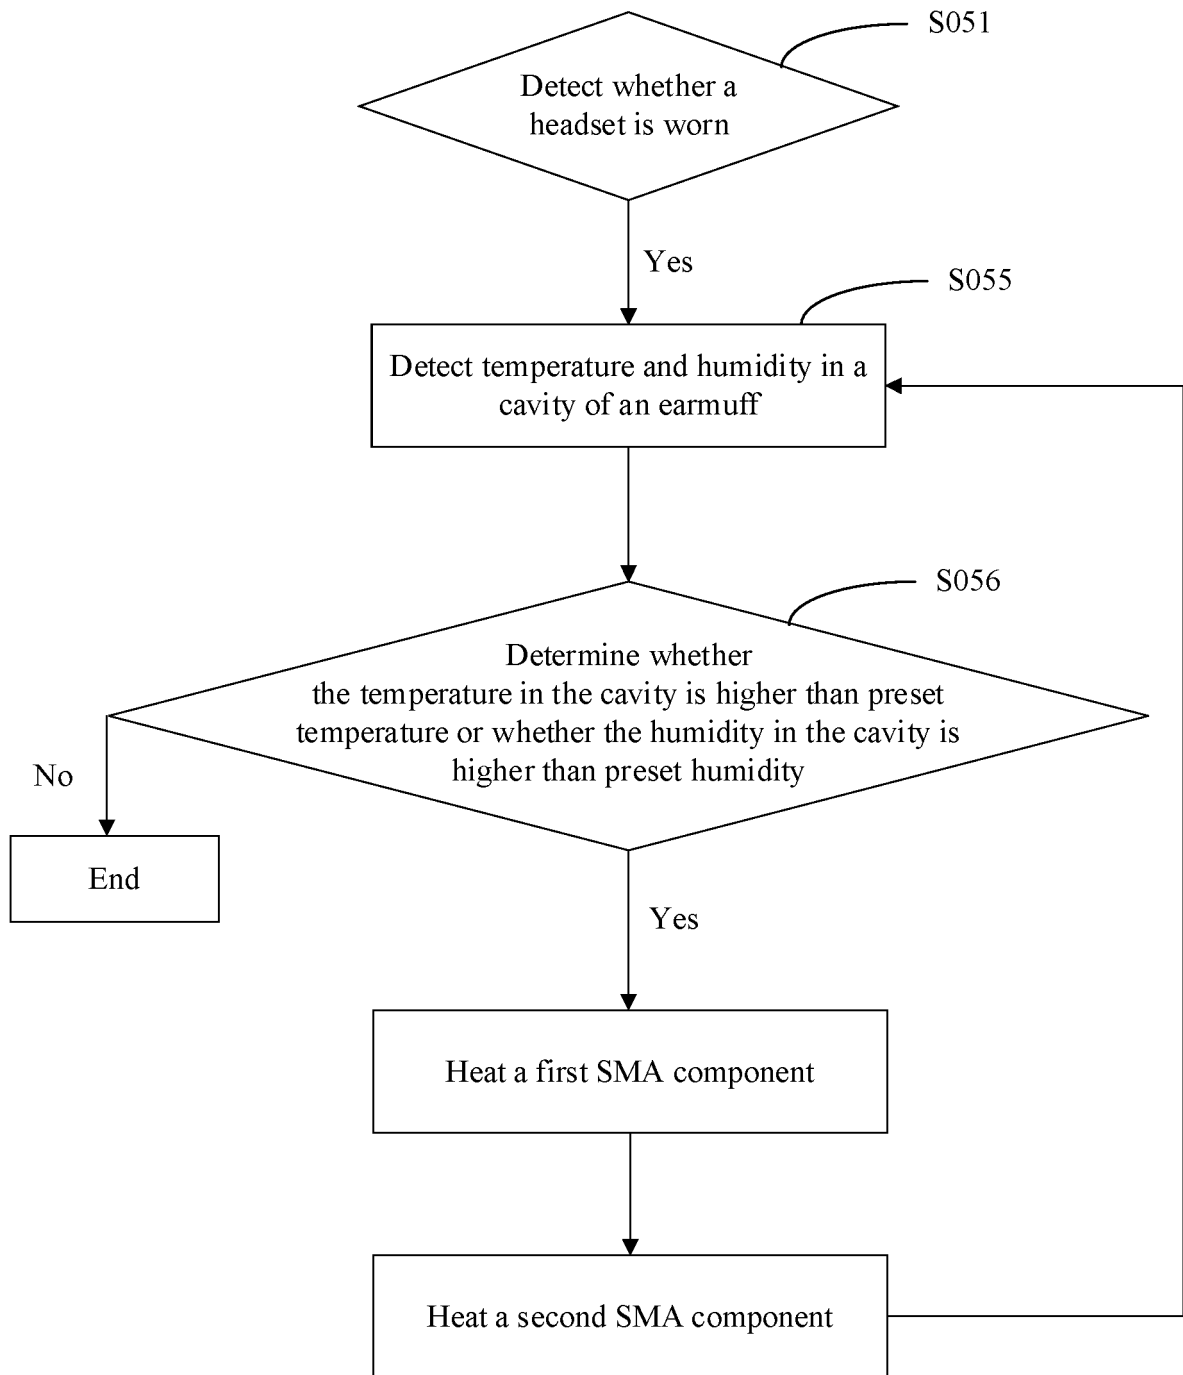 S051
Detect whether a
headset is worn
Yes
S055
Detect temperature and humidity in a
cavity of an earmuff
S056
Determine whether
the temperature in the cavity is higher than preset
temperature or whether the humidity in the cavity is
higher than preset humidity
No
End
Yes
Heat a first SMA component
Heat a second SMA component